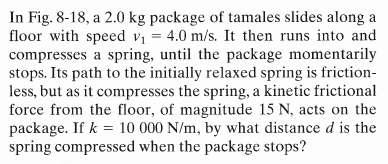 In Fig. 8-18, a 2.0 kg package of tamales slides along a
floor with speed v₁ = 4.0 m/s. It then runs into and
compresses a spring, until the package momentarily
stops. Its path to the initially relaxed spring is friction-
less, but as it compresses the spring, a kinetic frictional
force from the floor, of magnitude 15 N, acts on the
package. If k = 10 000 N/m, by what distance d is the
spring compressed when the package stops?